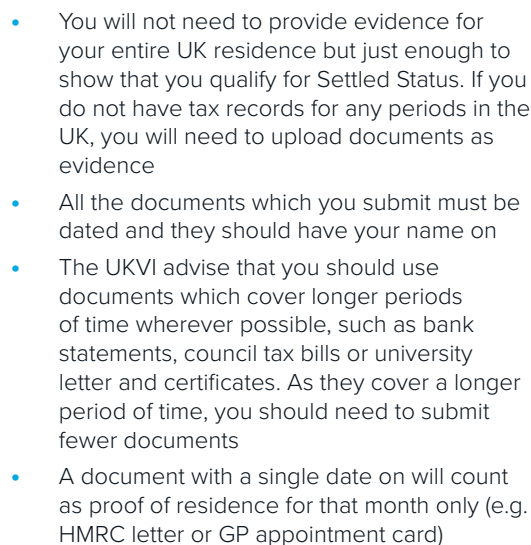 • You will not need to provide evidence for
your entire UK residence but just enough to
show that you qualify for Settled Status. If you
do not have tax records for any periods in the
UK, you will need to upload documents as
evidence
• All the documents which you submit must be
dated and they should have your name on
• The UKVI advise that you should use
documents which cover longer periods
of time wherever possible, such as bank
statements, council tax bills or university
letter and certificates. As they cover a longer
period of time, you should need to submit
fewer documents
• A document with a single date on will count
as proof of residence for that month only (e.g.
HMRC letter or GP appointment card)